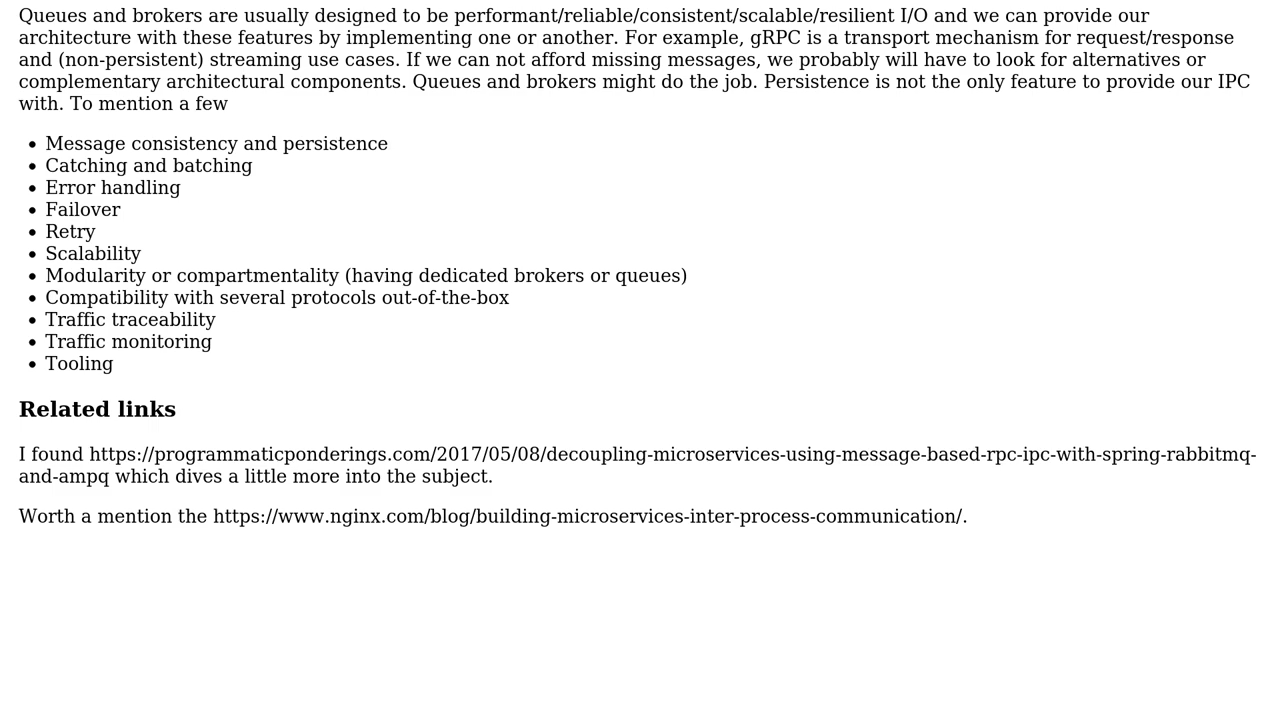 Queues and brokers are usually designed to be performant/reliable/consistent/scalable/resilient I/O and we can provide our
architecture with these features by implementing one or another. For example, gRPC is a transport mechanism for request/response
and (non-persistent) streaming use cases. If we can not afford missing messages, we probably will have to look for alternatives or
complementary architectural components. Queues and brokers might do the job. Persistence is not the only feature to provide our IPC
with. To mention a few
• Message consistency and persistence
• Catching and batching
• Error handling
• Failover
• Retry
• Scalability
• Modularity or compartmentality (having dedicated brokers or queues)
• Compatibility with several protocols out-of-the-box
• Traffic traceability
• Traffic monitoring
• Tooling
Related links
I found https://programmaticponderings.com/2017/05/08/decoupling-microservices-using-message-based-rpc-ipc-with-spring-rabbitmq-
and-ampq which dives a little more into the subject.
Worth a mention the https://www.nginx.com/blog/building-microservices-inter-process-communication/.